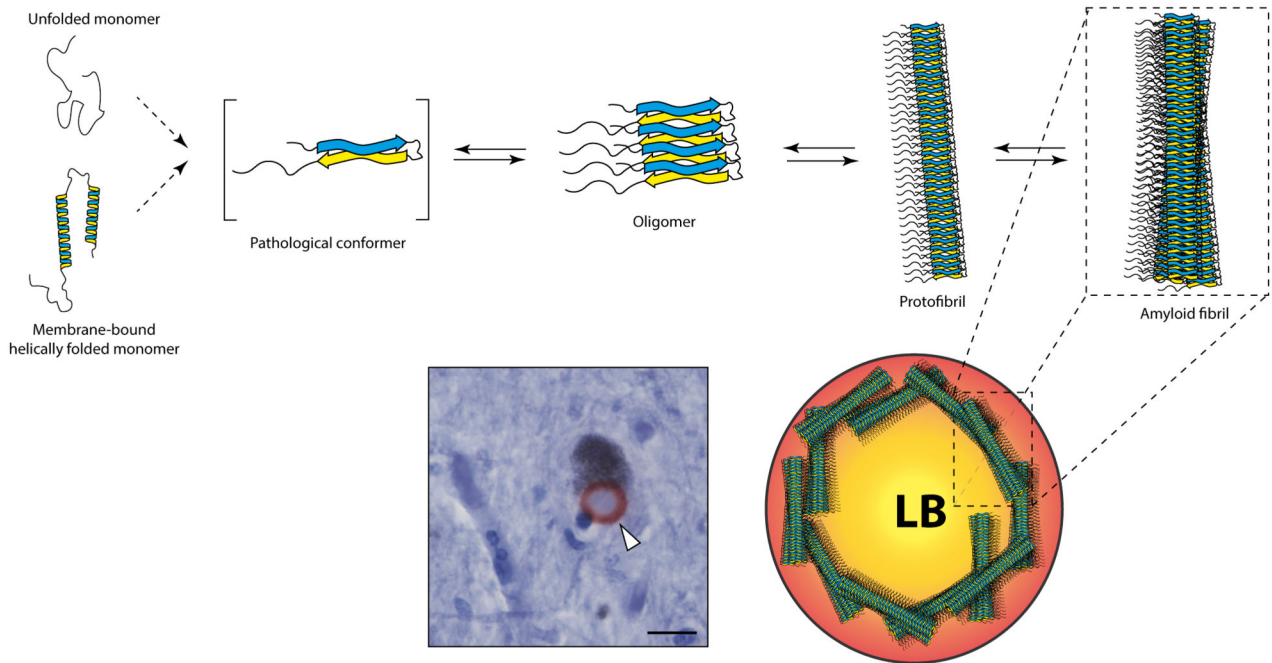 Unfolded monomer
Membrane-bound
helically folded monomer
Pathological conformer
Oligomer
Protofibril
Amyloid fibril
LB